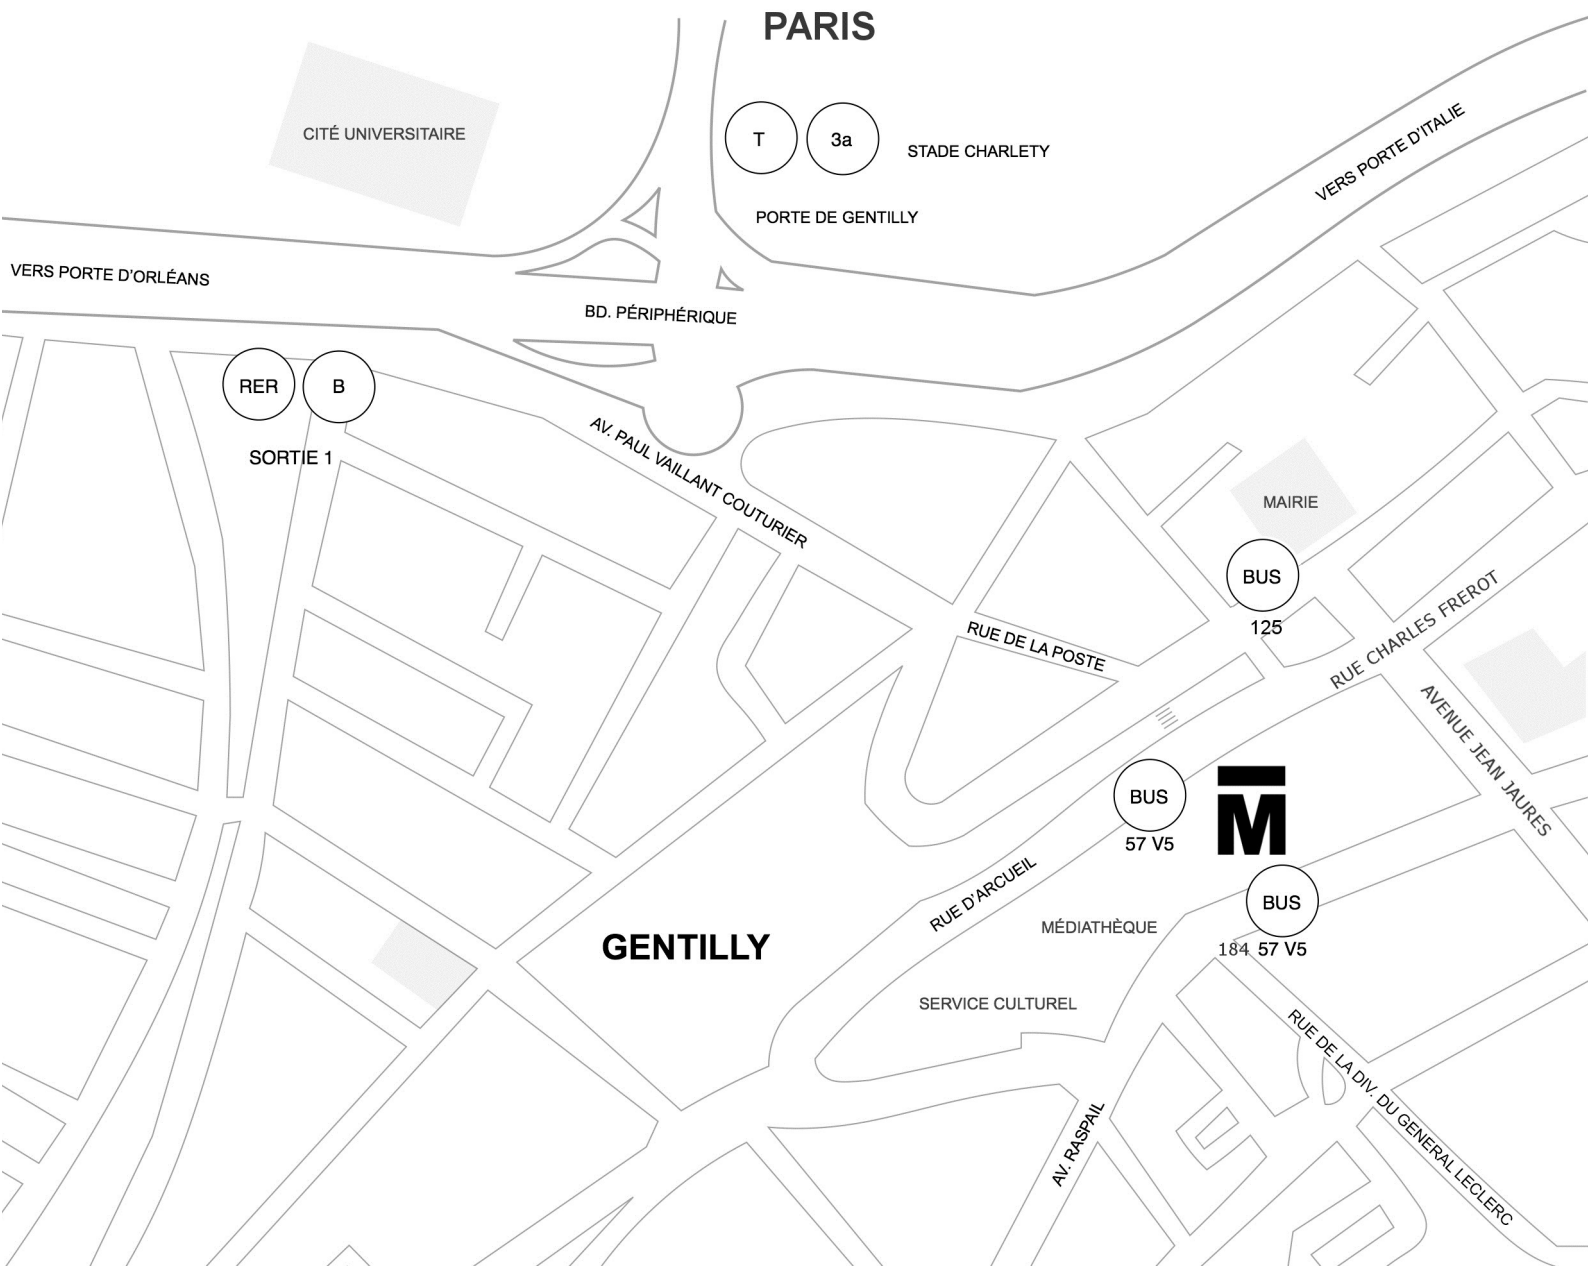 PARIS
CITÉ UNIVERSITAIRE
T
3a
STADE CHARLETY
VERS PORTE D'ITALIE
PORTE DE GENTILLY
VERS PORTE D'ORLÉANS
BD. PÉRIPHÉRIQUE
RER
B
SORTIE 1
AV. PAUL VAILLANT COUTURIER
MAIRIE
BUS
125
RUE DE LA POSTE
RUE CHARLES FREROT
AVENUE JEAN JAURES
BUS
57 V5
M
RUE D'ARCUEIL
BUS
184 57 V5
MÉDIATHÈQUE
GENTILLY
SERVICE CULTUREL
RUE DE LA DIV. DU GENERAL LECLERC
AV. RASPAIL